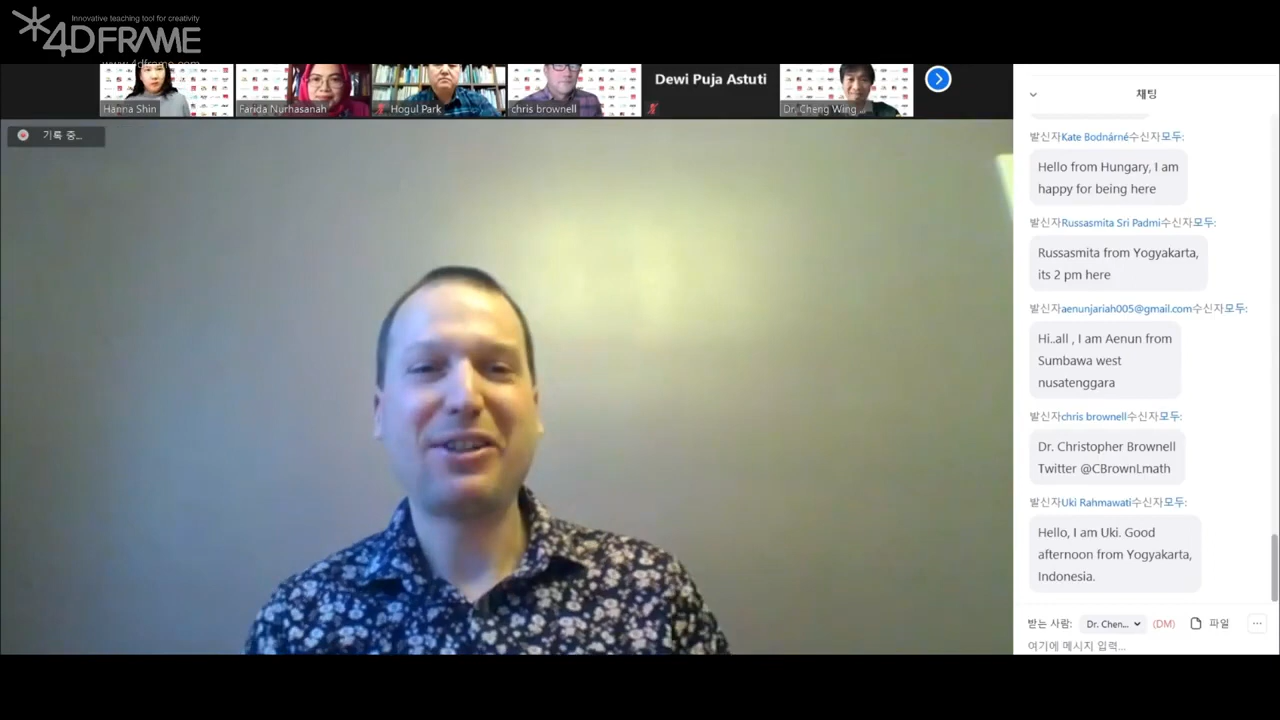 Innovative teaching tool for creativity
4DFRAME
www.4dframe.com
Dewi Puja Astuti
Hanna Shin
Farida Nurhasanah
Hogul Park
chris brownell
Dr. Cheng Wing ...
기록 중...
채팅
발신자Kate Bodnárné수신자모두:
Hello from Hungary, I am
happy for being here
발신자Russasmita Sri Padmi수신자모두:
Russasmita from Yogyakarta,
its 2 pm here
발신자aenunjariah005@gmail.com수신자모두:
Hi..all , I am Aenun from
Sumbawa west
nusatenggara
발신자chris brownell수신자모두:
Dr. Christopher Brownell
Twitter @CBrownLmath
발신자Uki Rahmawati수신자모두:
Hello, I am Uki. Good
afternoon from Yogyakarta,
Indonesia.
받는 사람: Dr. Chen... (DM) 파일 ...
여기에 메시지 입력...